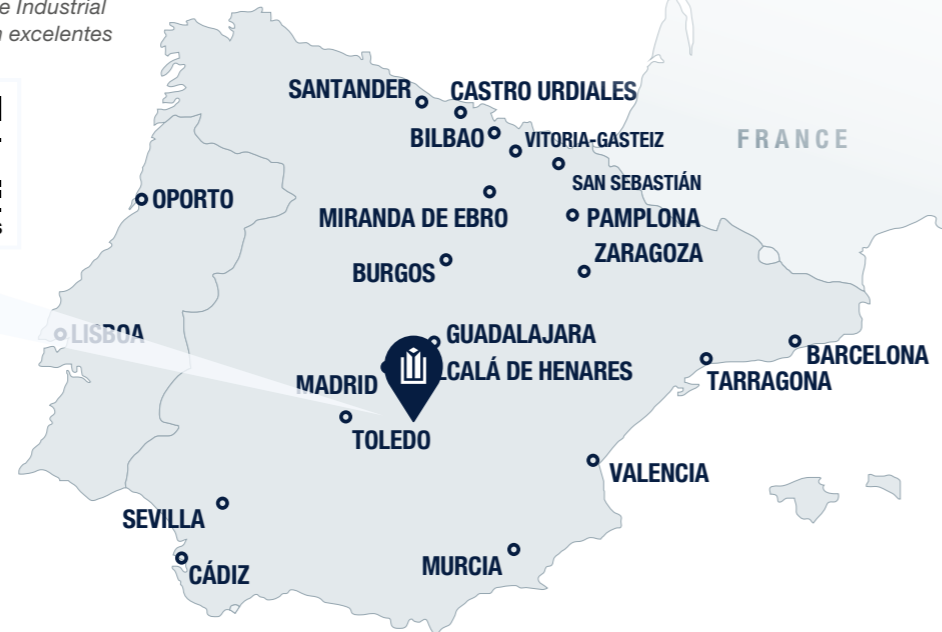 e Industrial
excelentes
SANTANDER
CASTRO URDIALES
BILBAO
VITORIA-GASTEIZ
FRANCE
SAN SEBASTIÁN
OPORTO
MIRANDA DE EBRO
PAMPLONA
ZARAGOZA
BURGOS
LISBOA
GUADALAJARA
BARCELONA
LCALÁ DE HENARES
MADRID
TARRAGONA
TOLEDO
VALENCIA
SEVILLA
MURCIA
CÁDIZ